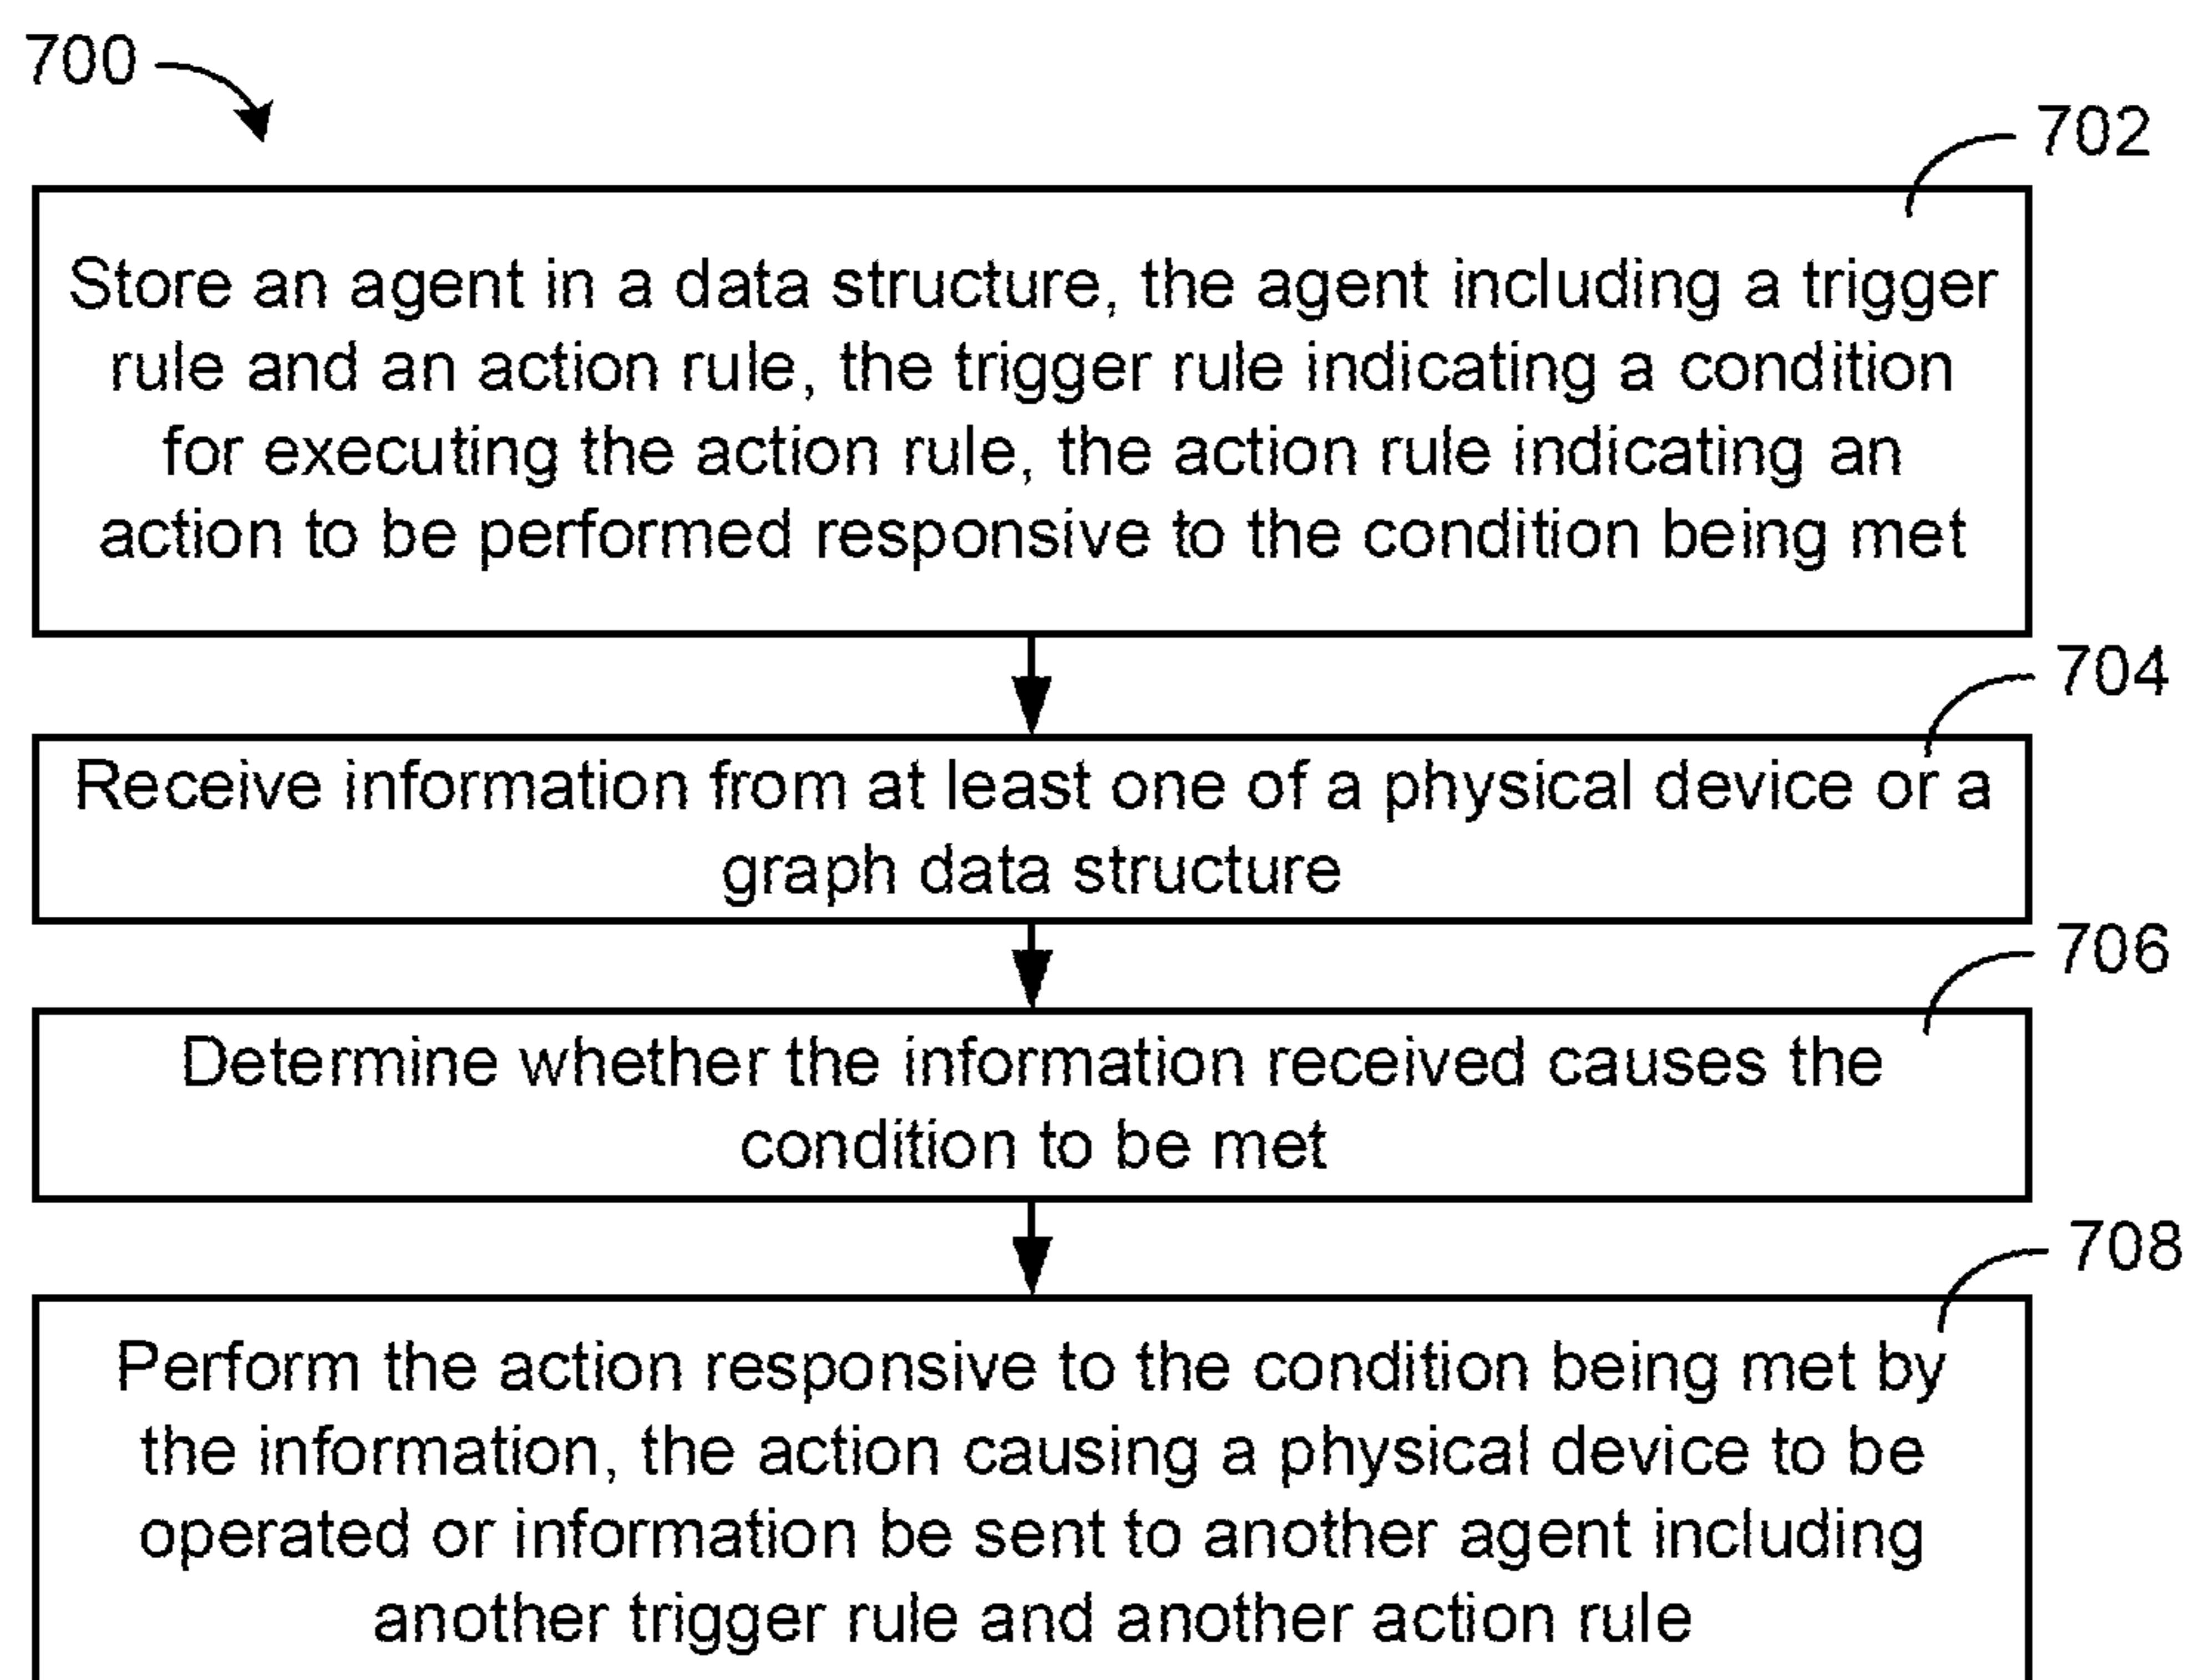 700
702
Store an agent in a data structure, the agent including a trigger
rule and an action rule, the trigger rule indicating a condition
for executing the action rule, the action rule indicating an
action to be performed responsive to the condition being met
704
Receive information from at least one of a physical device or a
graph data structure
706
Determine whether the information received causes the
condition to be met
708
Perform the action responsive to the condition being met by
the information, the action causing a physical device to be
operated or information be sent to another agent including
another trigger rule and another action rule